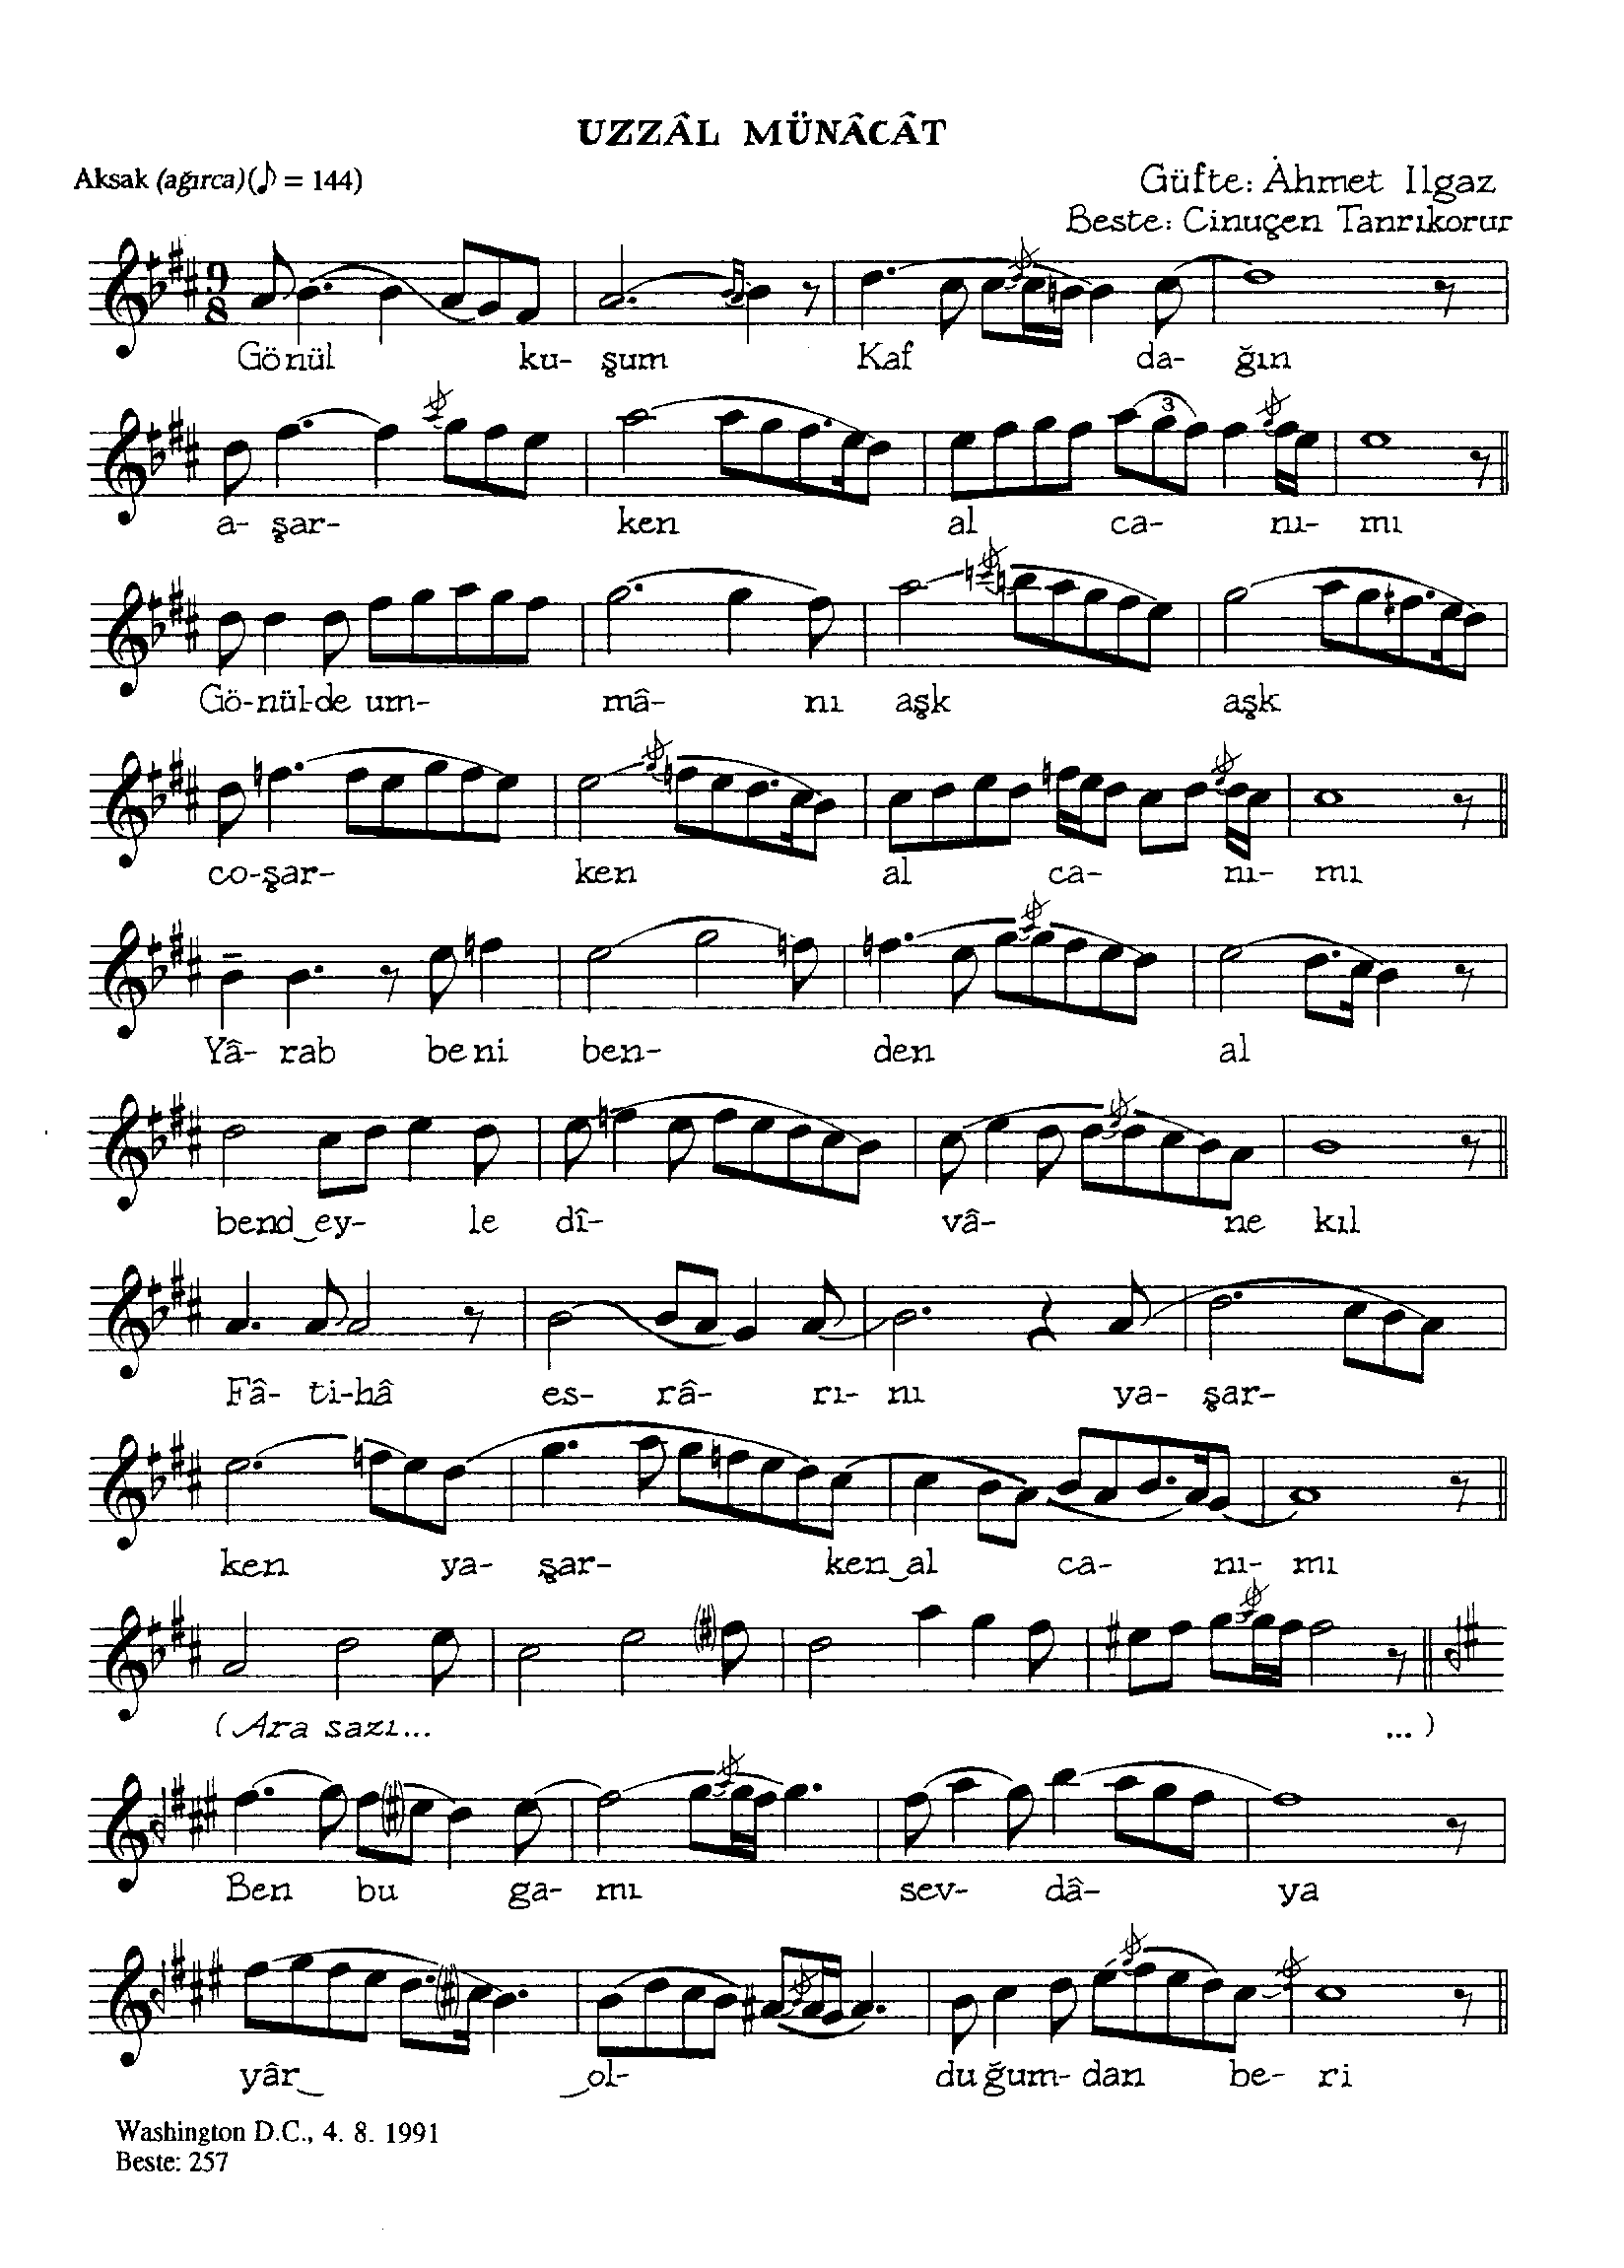 UZZÂL MÜNÂCÂT
Aksak (ağırca) (♪ = 144)
Güfte: Ahmet Ilgaz
Beste: Cinuçen Tanrıkorur
9
8
Gö nül ku- şum Kaf da- ğın
3
a- şar- ken al ca- nı- mı
Gö-nül-de um- mâ- nı aşk aşk
co-şar- ken al ca- nı- mı
Yâ- rab be ni ben- den al
bend_ey- le dî- vâ- ne kıl
Fâ- ti-hâ es- râ- rı- nı ya- şar-
ken ya- şar- ken_al ca- nı- mı
( Ara sazı... ... )
Ben bu ga- mı sev- dâ- ya
yâr_ _ol- du ğum- dan be- ri
Washington D.C., 4. 8. 1991
Beste: 257